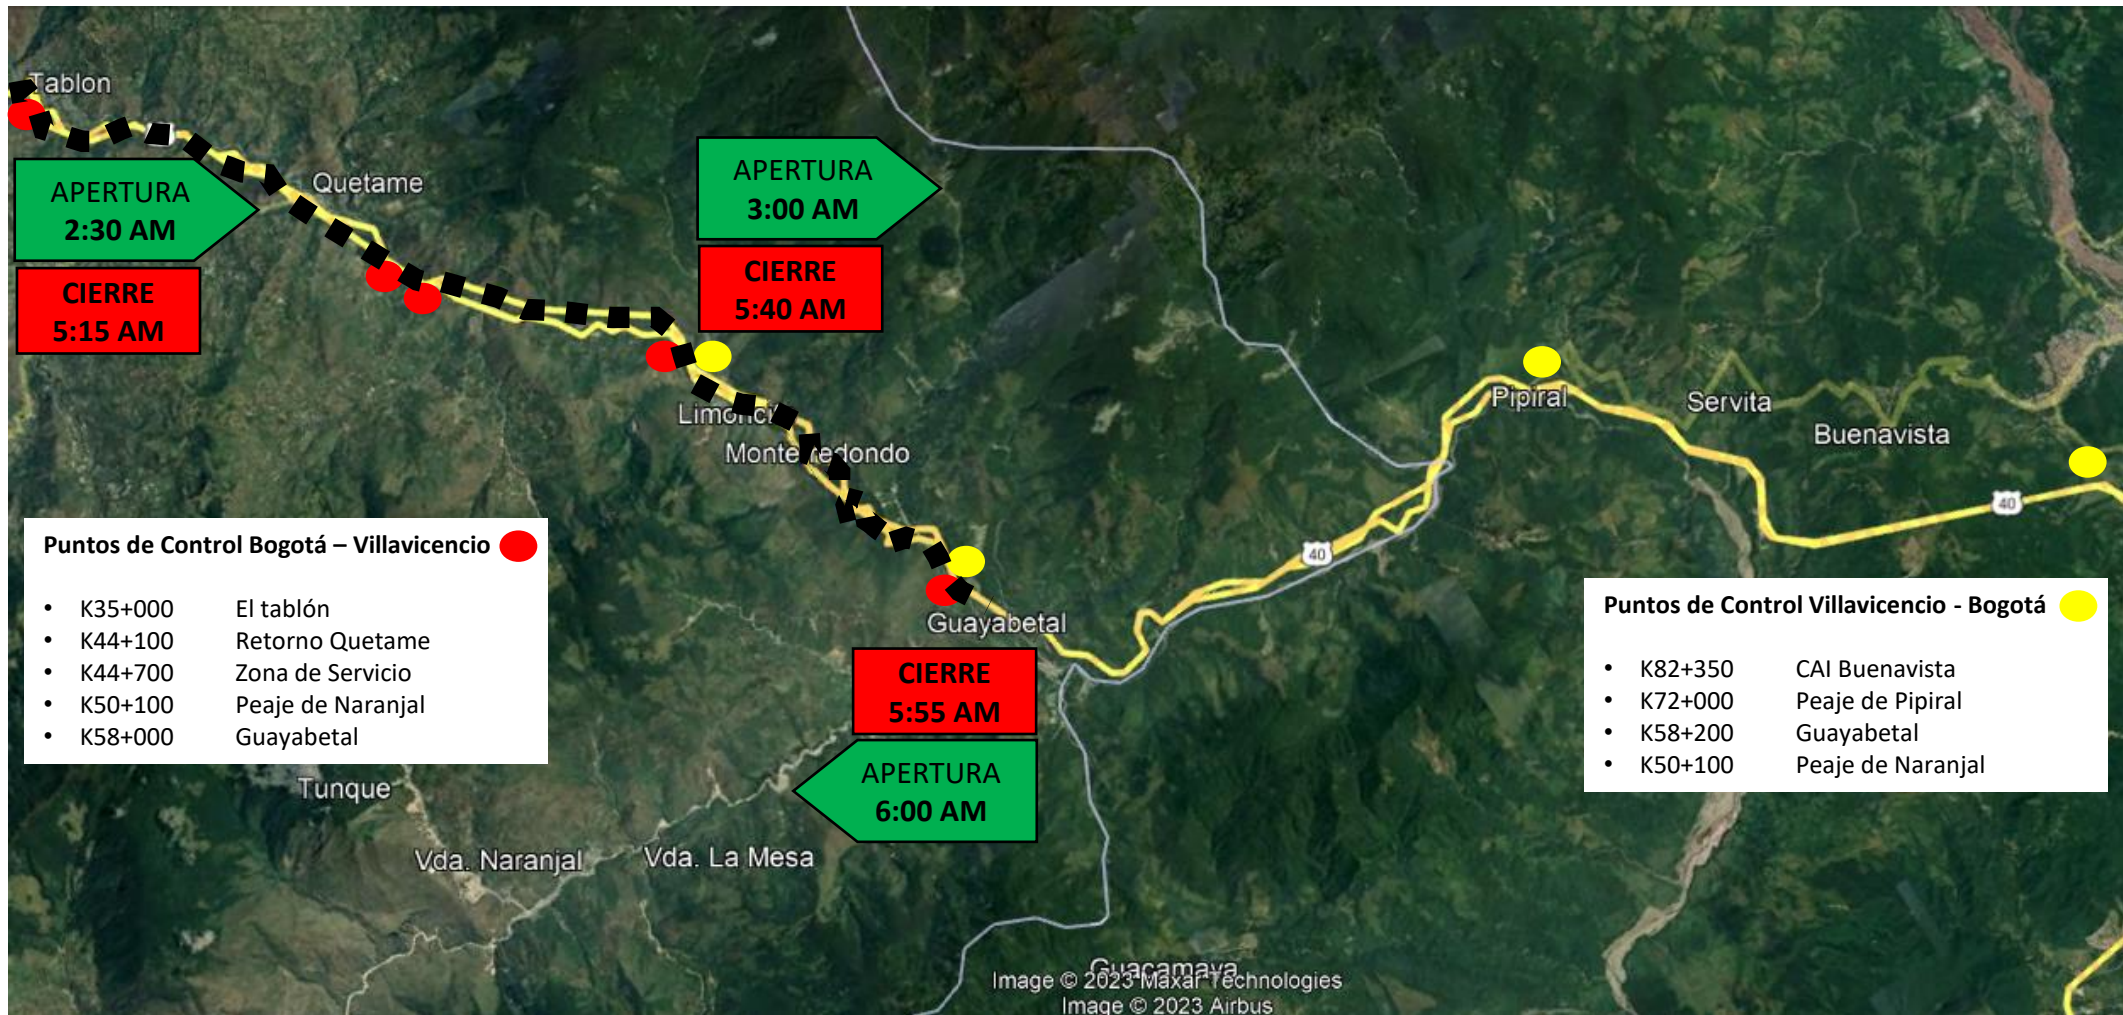 Tablon
APERTURA
2:30 AM
CIERRE
5:15 AM
Quetame
APERTURA
3:00 AM
CIERRE
5:40 AM
Monteredondo
Pipiral
Servita
Buenavista
40
40
Puntos de Control Bogotá – Villavicencio
• K35+000 El tablón
• K44+100 Retorno Quetame
• K44+700 Zona de Servicio
• K50+100 Peaje de Naranjal
• K58+000 Guayabetal
Guayabetal
CIERRE
5:55 AM
APERTURA
6:00 AM
Puntos de Control Villavicencio - Bogotá
• K82+350 CAI Buenavista
• K72+000 Peaje de Pipiral
• K58+200 Guayabetal
• K50+100 Peaje de Naranjal
Tunque
Vda. Naranjal
Vda. La Mesa
Guacamaya
Image © 2023 Maxar Technologies
Image © 2023 Airbus